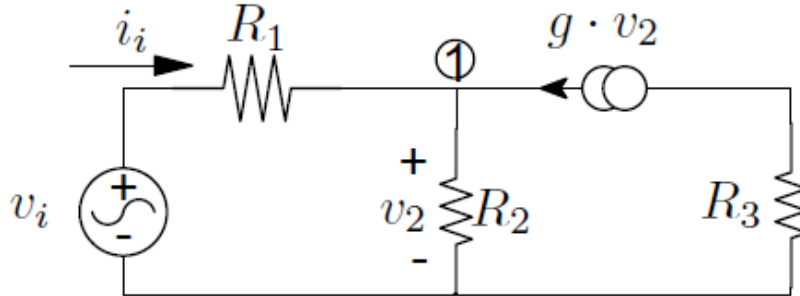 i_i
R_1
1
g · v_2
+
-
v_i
+
v_2
-
R_2
R_3